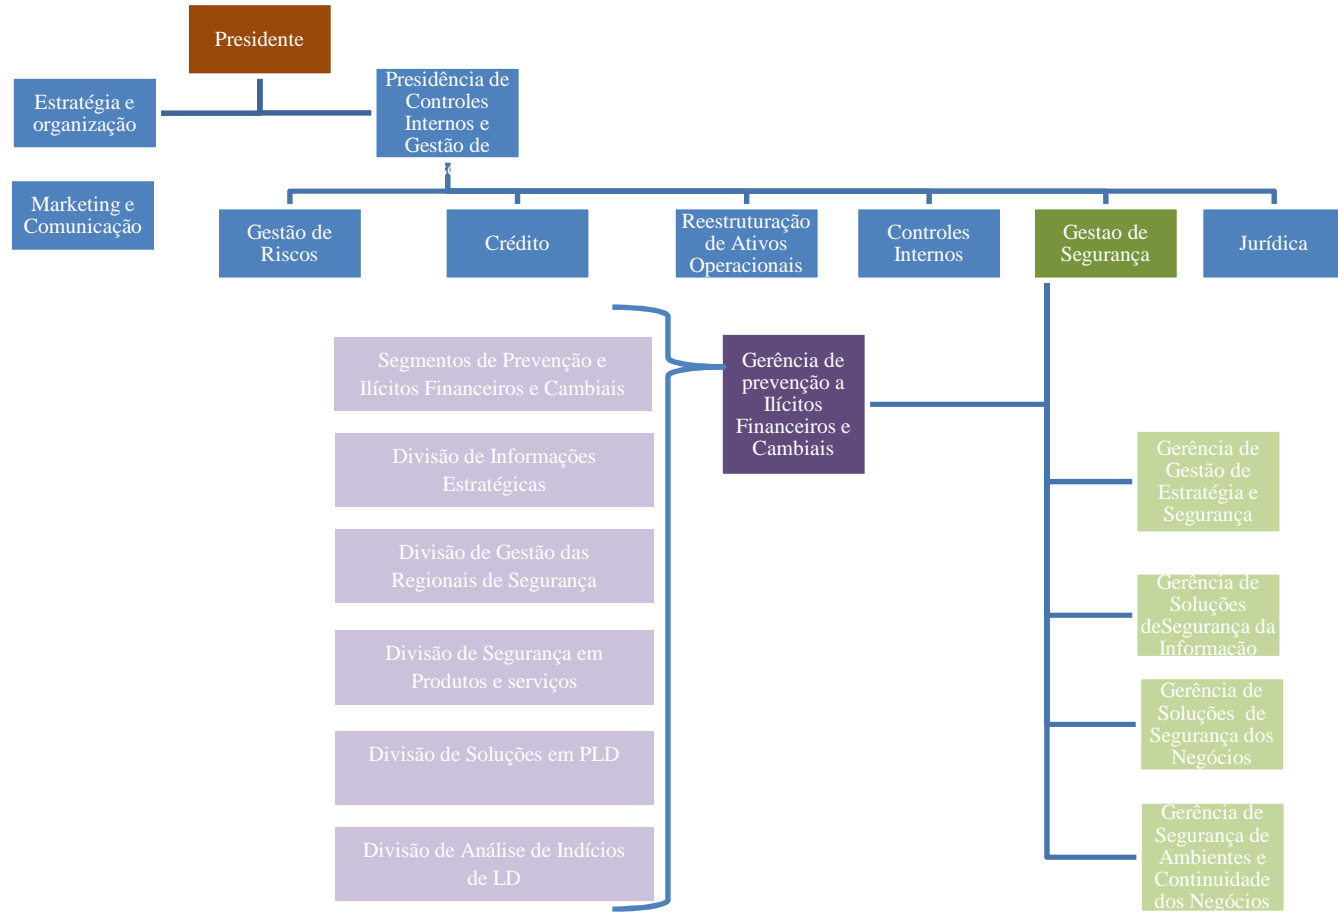 Presidente
Estratégia e
organização
Presidência de
Controles
Internos e
Gestão de
Marketing e
Comunicação
Gestão de
Riscos
Crédito
Reestruturação
de Ativos
Operacionais
Controles
Internos
Gestao de
Segurança
Jurídica
Segmentos de Prevenção e
Ilícitos Financeiros e Cambiais
Divisão de Informações
Estratégicas
Divisão de Gestão das
Regionais de Segurança
Divisão de Segurança em
Produtos e serviços
Divisão de Soluções em PLD
Divisão de Análise de Indícios
de LD
Gerência de
prevenção a
Ilícitos
Financeiros e
Cambiais
Gerência de
Gestão de
Estratégia e
Segurança
Gerência de
Soluções
deSegurança da
Informação
Gerência de
Soluções de
Segurança dos
Negócios
Gerência de
Segurança de
Ambientes e
Continuidade
dos Negócios